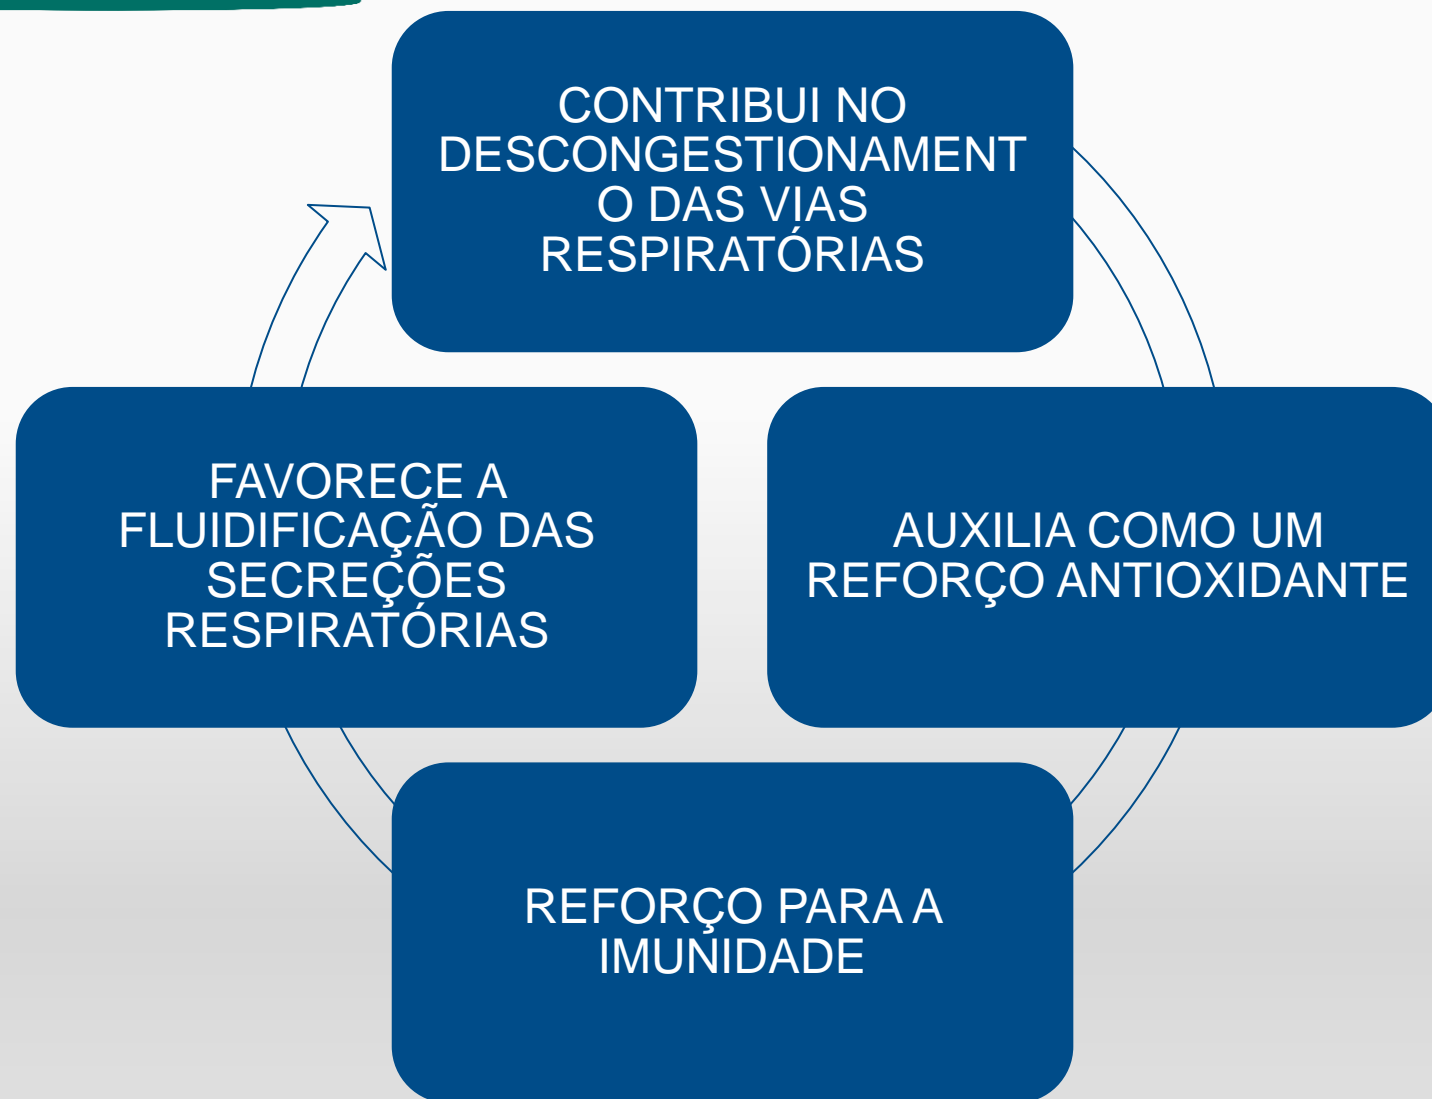 CONTRIBUI NO
DESCONGESTIONAMENT
O DAS VIAS
RESPIRATÓRIAS
FAVORECE A
FLUIDIFICAÇÃO DAS
SECREÇÕES
RESPIRATÓRIAS
AUXILIA COMO UM
REFORÇO ANTIOXIDANTE
REFORÇO PARA A
IMUNIDADE